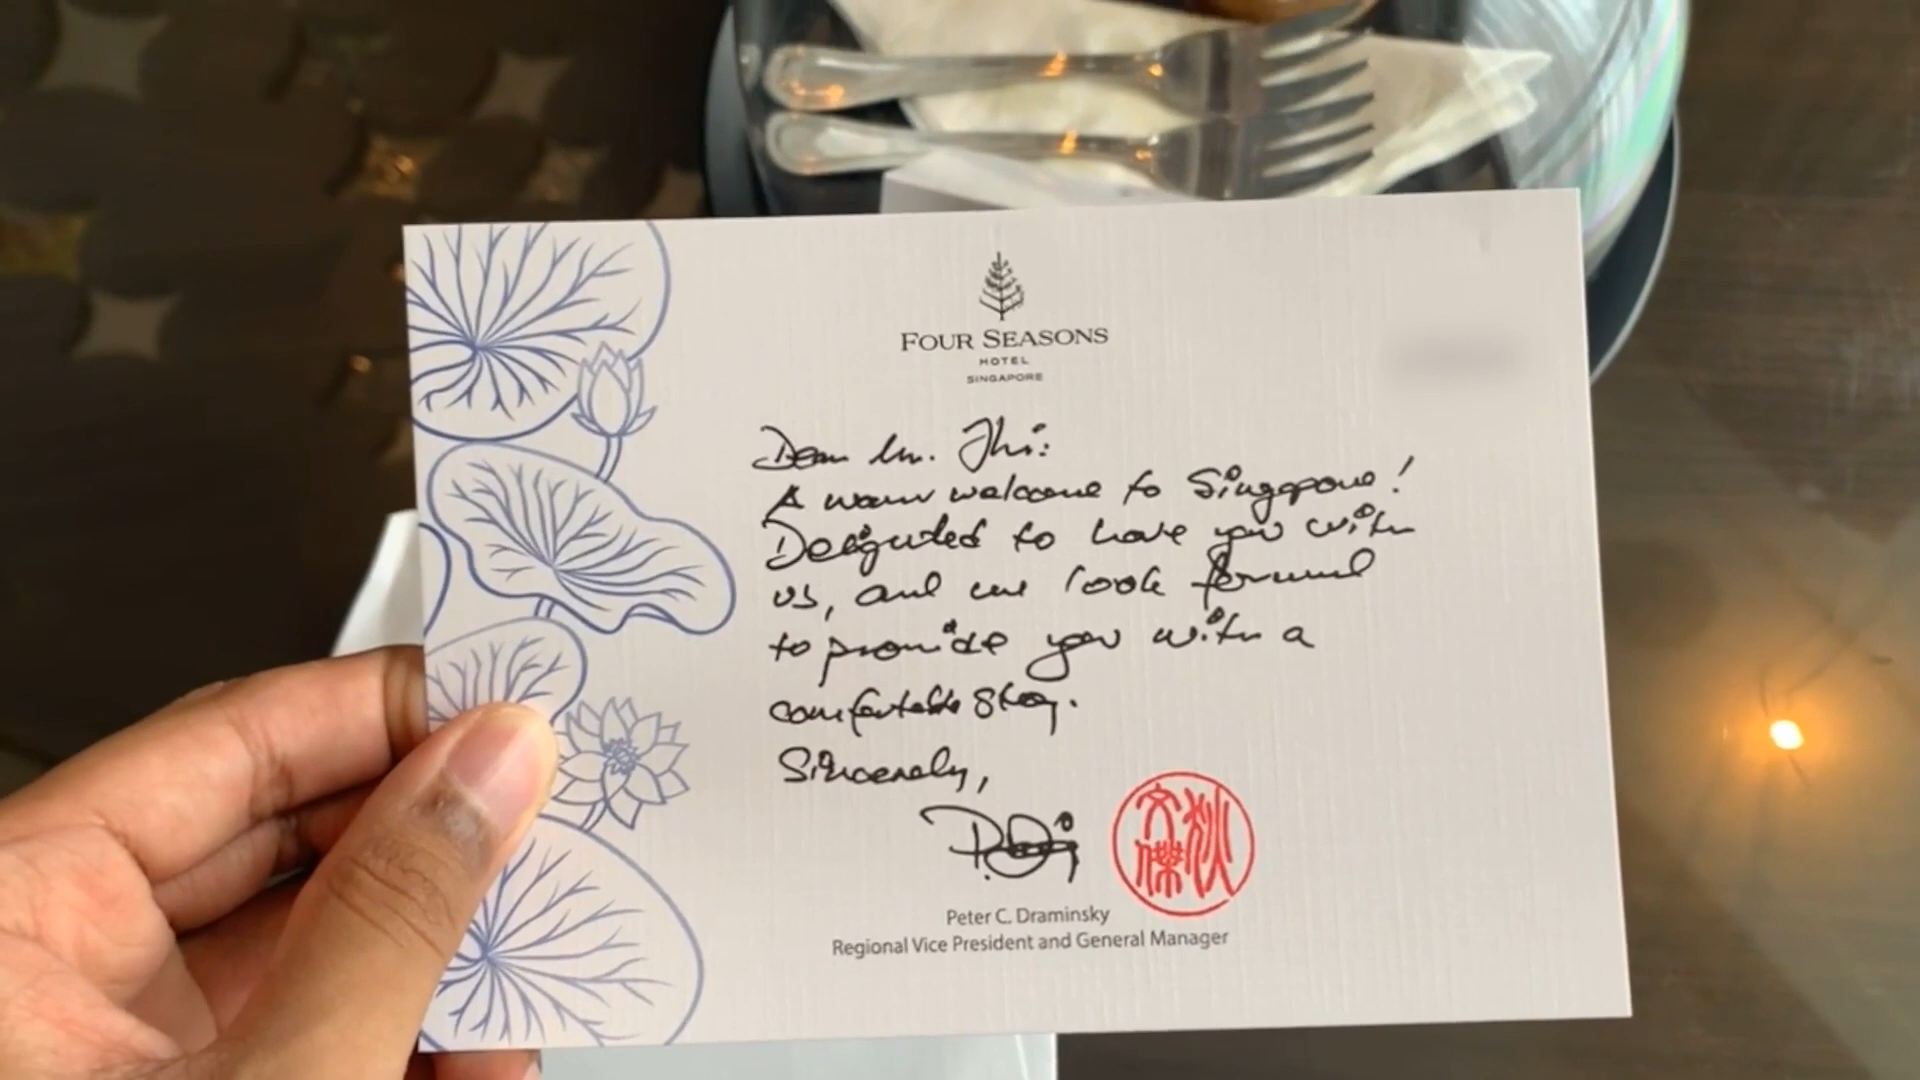 FOUR SEASONS
HOTEL
SINGAPORE
Dear Mr. Jhi:
A warm welcome to Singapore!
Delighted to have you with
us, and we look forward
to provide you with a
comfortable stay.
Sincerely,
Peter C. Draminsky
Regional Vice President and General Manager